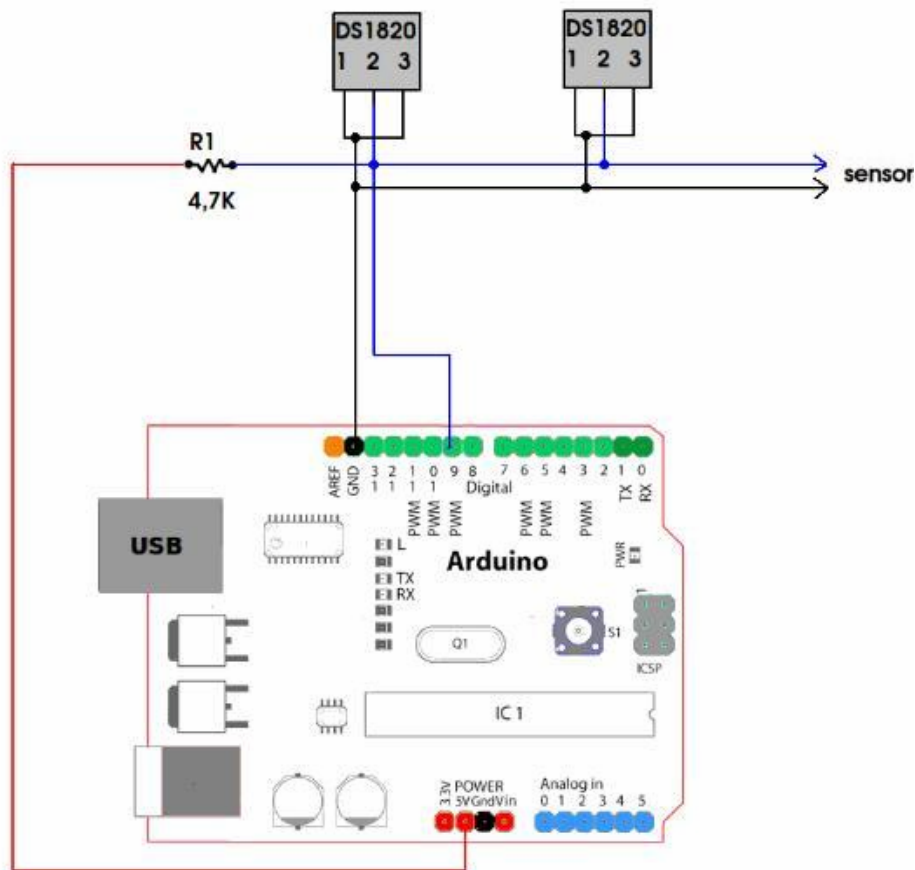 DS1820
1 2 3
DS1820
1 2 3
R1
4,7K
sensor
AREF
GND
13
12
11
10
9
8
7
6
5
4
3
2
1
0
Digital
PWM
PWM
PWM
PWM
PWM
PWM
TX
RX
USB
L
TX
RX
Arduino
PWR
1
S1
ICSP
Q1
IC 1
3.3V
POWER
5V Gnd Vin
Analog in
0 1 2 3 4 5